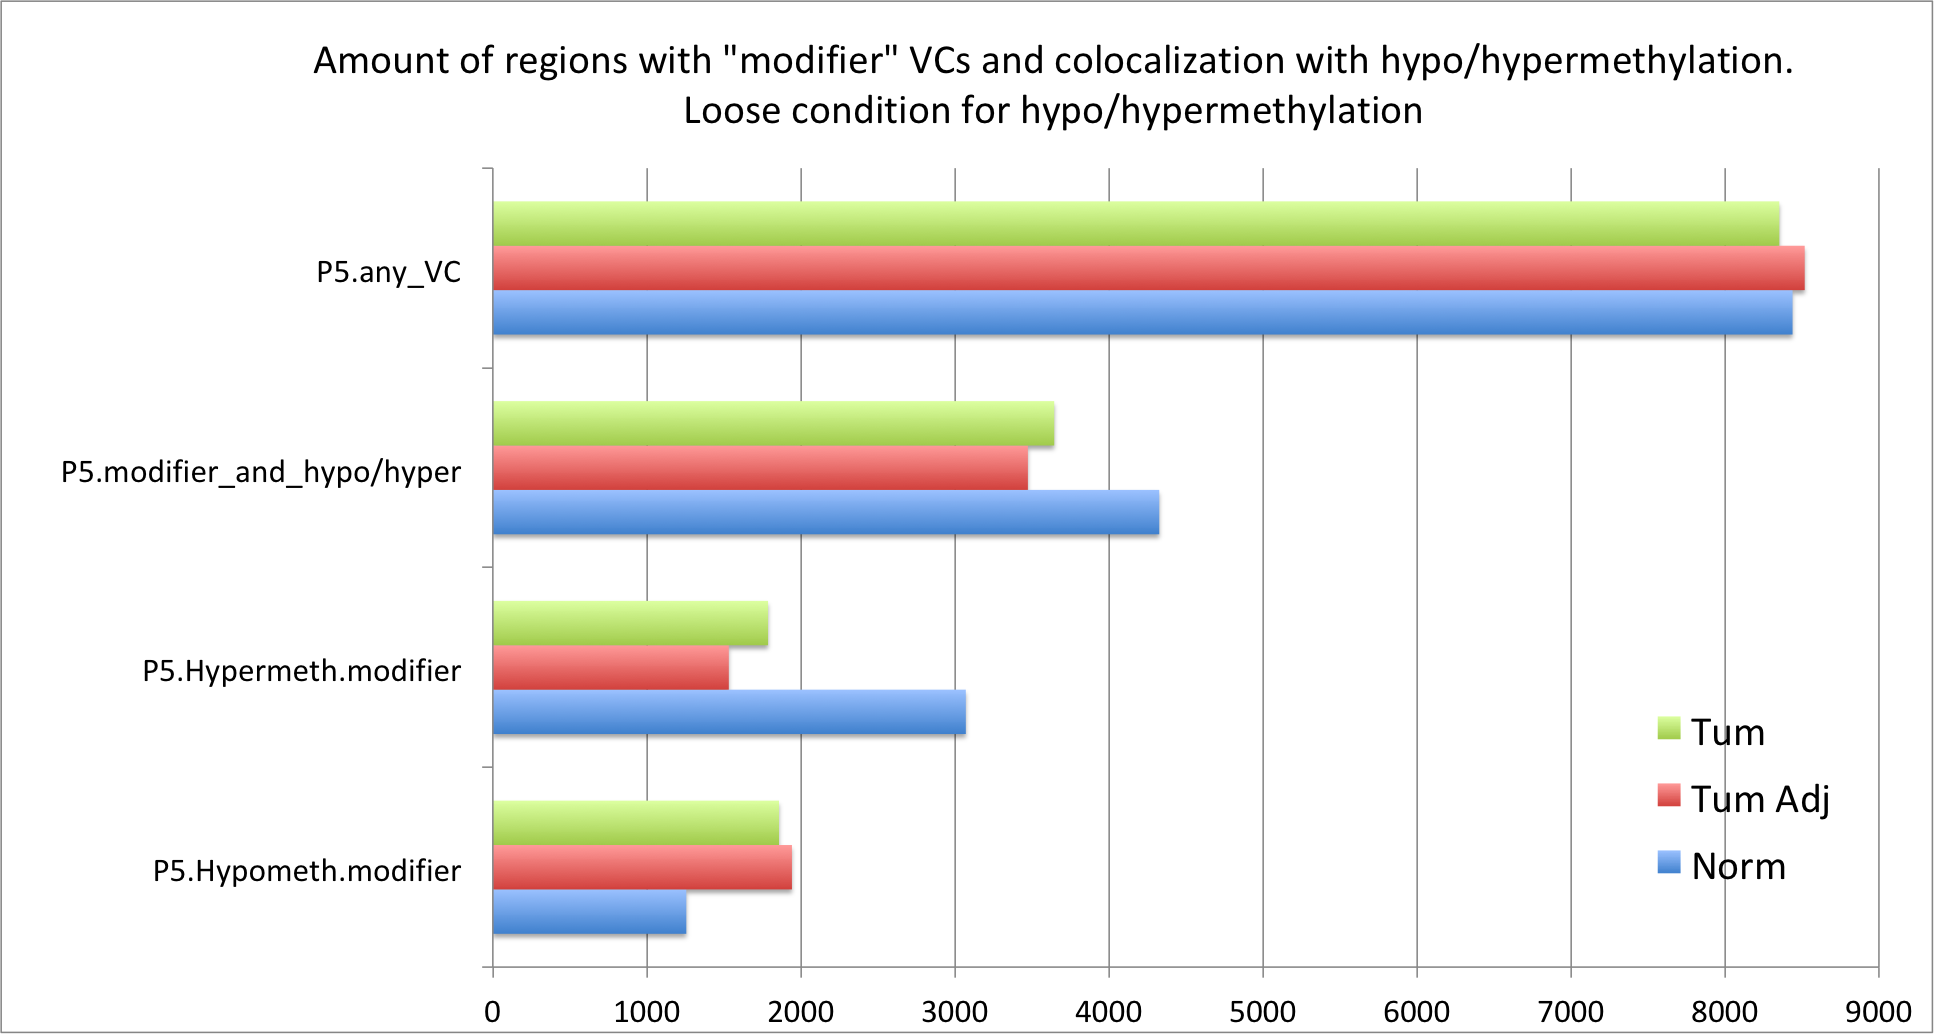 Amount of regions with "modifier" VCs and colocalization with hypo/hypermethylation.
Loose condition for hypo/hypermethylation
P5.any_VC
P5.modifier_and_hypo/hyper
P5.Hypermeth.modifier
P5.Hypometh.modifier
Tum
Tum Adj
Norm
0 1000 2000 3000 4000 5000 6000 7000 8000 9000